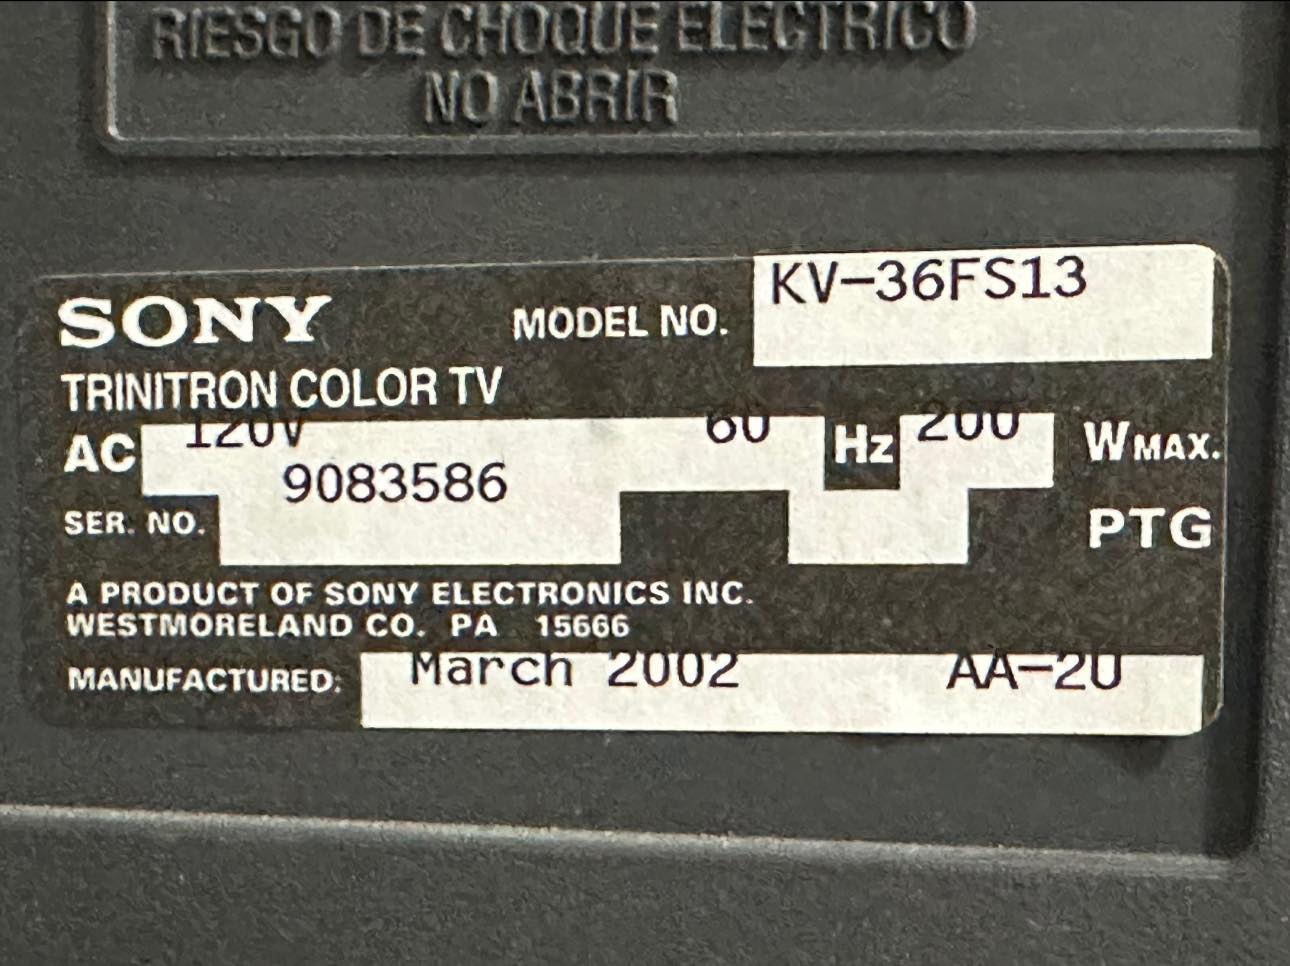 RIESGO DE CHOQUE ELECTRICO
NO ABRIR
SONY MODEL NO. KV-36FS13
TRINITRON COLOR TV
AC 120V 60 Hz 200 WMAX.
SER. NO. 9083586 PTG
A PRODUCT OF SONY ELECTRONICS INC.
WESTMORELAND CO. PA 15666
MANUFACTURED: March 2002 AA-2U